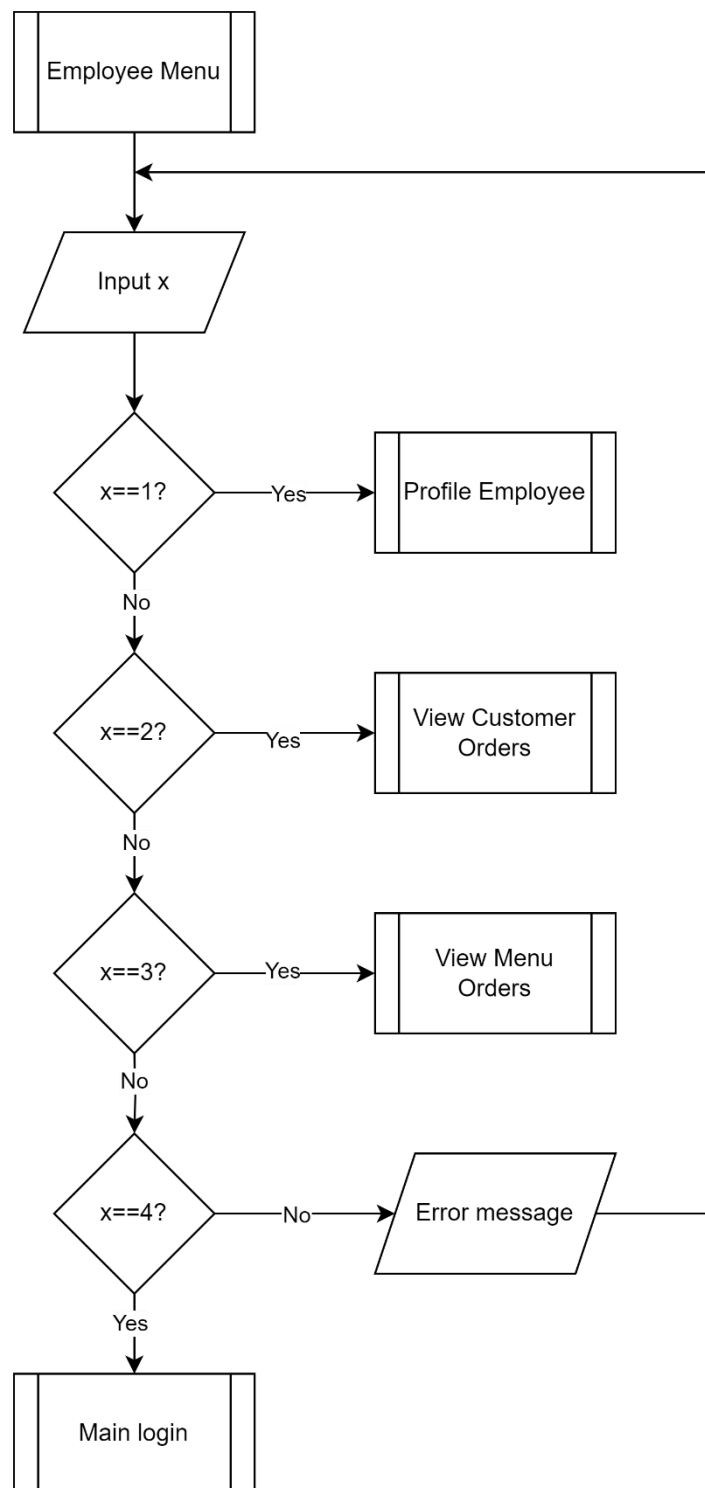 Employee Menu
Input x
x==1?
Yes
Profile Employee
No
x==2?
Yes
View Customer
Orders
No
x==3?
Yes
View Menu
Orders
No
x==4?
No
Error message
Yes
Main login